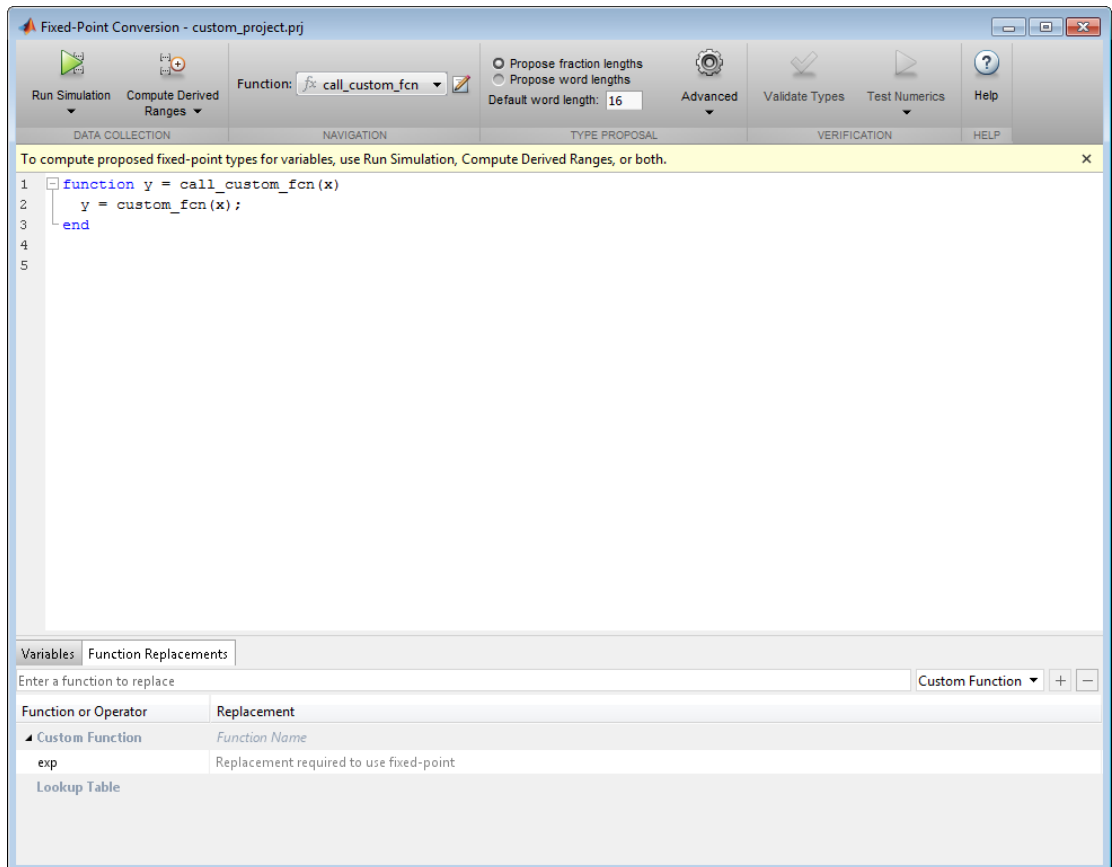 Fixed-Point Conversion - custom_project.prj
Run Simulation
Compute Derived Ranges
Function: fx call_custom_fcn
Propose fraction lengths
Propose word lengths
Default word length: 16
Advanced
Validate Types
Test Numerics
? Help
DATA COLLECTION NAVIGATION TYPE PROPOSAL VERIFICATION HELP
To compute proposed fixed-point types for variables, use Run Simulation, Compute Derived Ranges, or both.
1 function y = call_custom_fcn(x)
2 y = custom_fcn(x);
3 end
4
5
Variables Function Replacements
Enter a function to replace Custom Function + −
Function or Operator Replacement
Custom Function Function Name
exp Replacement required to use fixed-point
Lookup Table